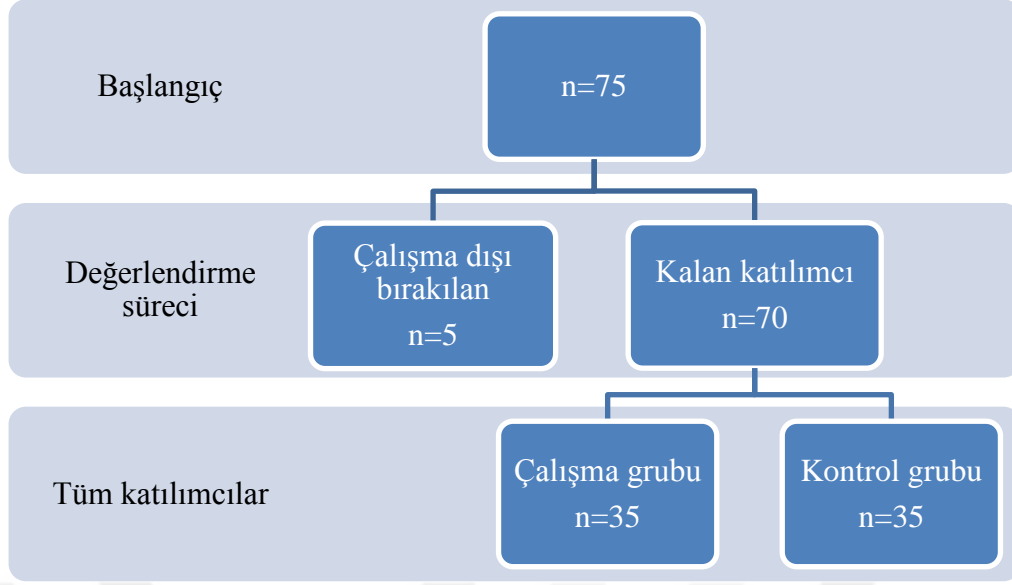 Başlangıç
n=75
Değerlendirme
süreci
Çalışma dışı
bırakılan
n=5
Kalan katılımcı
n=70
Tüm katılımcılar
Çalışma grubu
n=35
Kontrol grubu
n=35